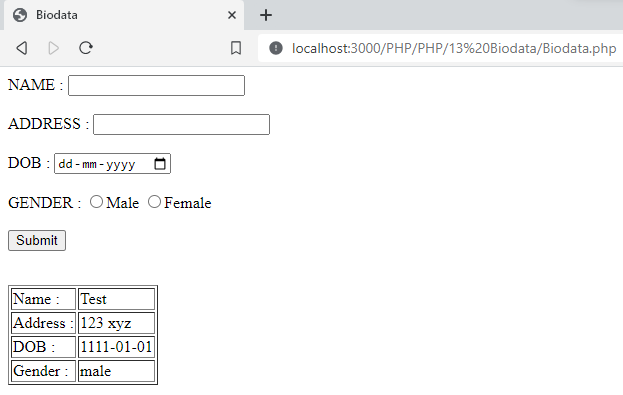 Biodata
localhost:3000/PHP/PHP/13%20Biodata/Biodata.php
NAME :
ADDRESS :
DOB : dd-mm-yyyy
GENDER : Male Female
Submit
Name : Test
Address : 123 xyz
DOB : 1111-01-01
Gender : male